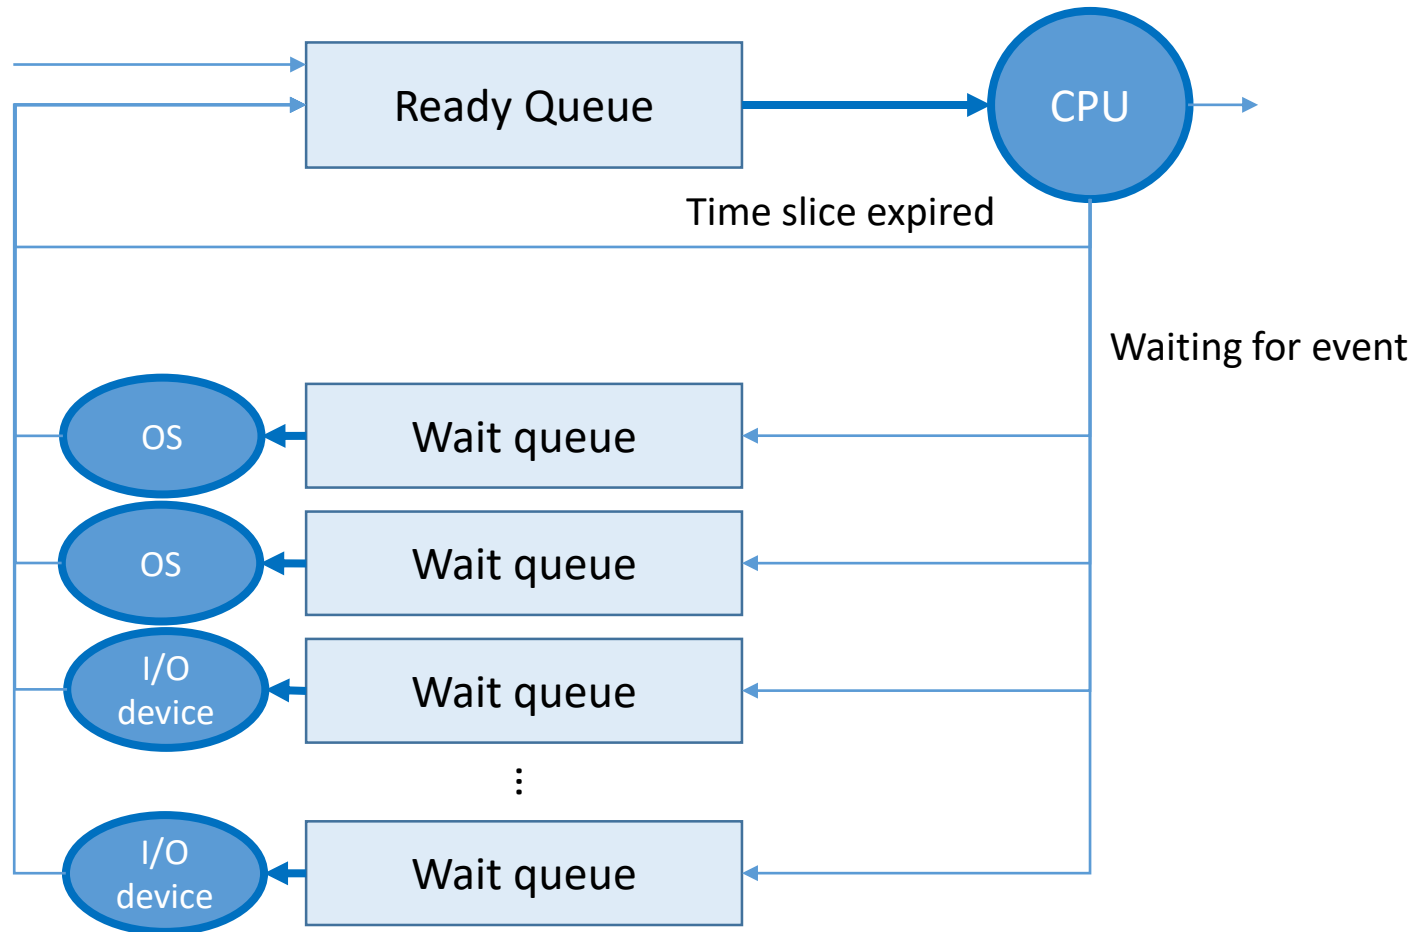 Ready Queue
CPU
Time slice expired
Waiting for event
OS
Wait queue
OS
Wait queue
I/O
device
Wait queue
...
I/O
device
Wait queue